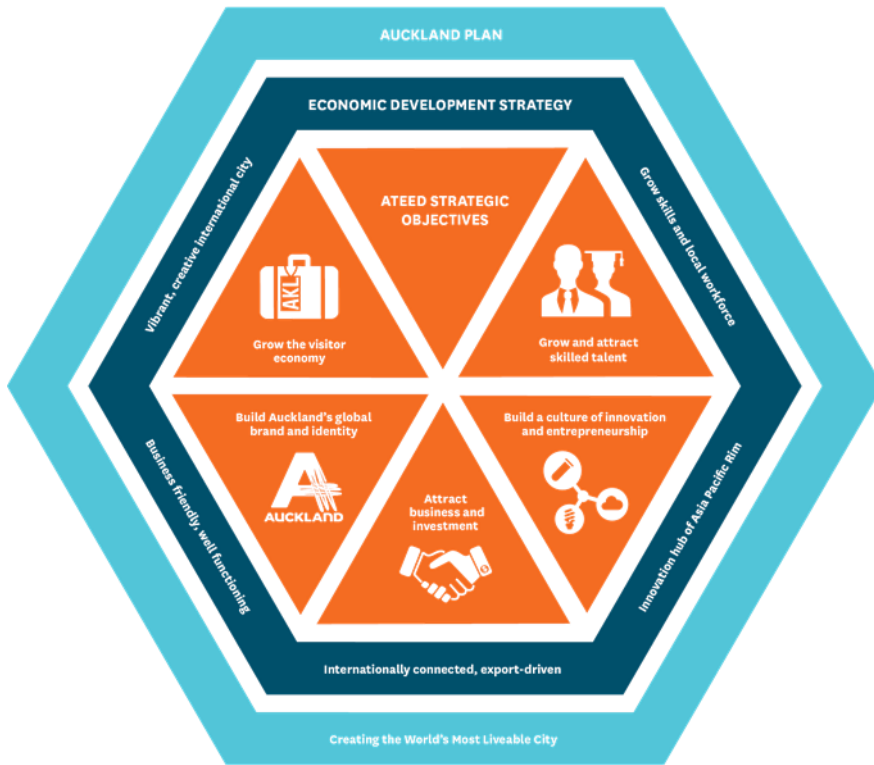 AUCKLAND PLAN
ECONOMIC DEVELOPMENT STRATEGY
Vibrant, creative international city
Grow skills and local workforce
ATEED STRATEGIC
OBJECTIVES
AKL
Grow the visitor
economy
Grow and attract
skilled talent
Build Auckland's global
brand and identity
AUCKLAND
Attract
business and
investment
Build a culture of innovation
and entrepreneurship
Business friendly, well functioning
Innovation hub of Asia Pacific Rim
Internationally connected, export-driven
Creating the World's Most Liveable City